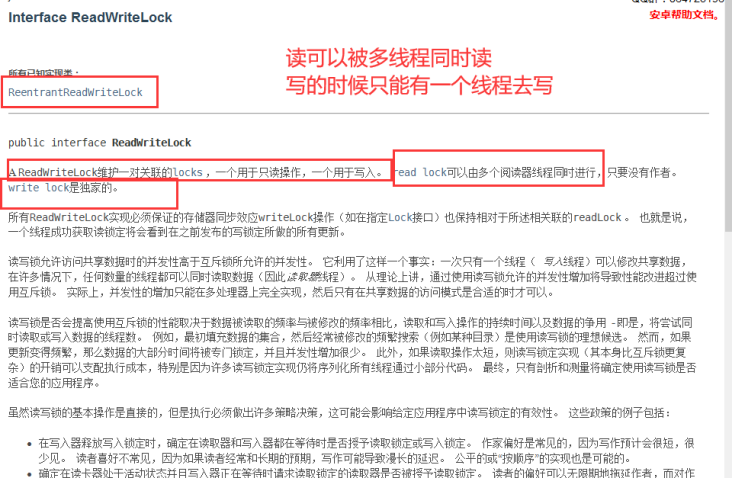 安卓帮助文档。
Interface ReadWriteLock
读可以被多线程同时读
写的时候只能有一个线程去写
所有已知实现类：
ReentrantReadWriteLock
public interface ReadWriteLock
A ReadWriteLock维护一对关联的locks ，一个用于只读操作，一个用于写入。 read lock可以由多个阅读器线程同时进行，只要没有作者。
write lock是独家的。
所有ReadWriteLock实现必须保证的存储器同步效应writeLock操作（如在指定Lock接口）也保持相对于所述相关联的readLock 。 也就是说，
一个线程成功获取读锁定将会看到在之前发布的写锁定所做的所有更新。
读写锁允许访问共享数据时的并发性高于互斥锁所允许的并发性。 它利用了这样一个事实：一次只有一个线程（ 写入线程）可以修改共享数据，
在许多情况下，任何数量的线程都可以同时读取数据（因此读取器线程）。 从理论上讲，通过使用读写锁允许的并发性增加将导致性能改进超过使
用互斥锁。 实际上，并发性的增加只能在多处理器上完全实现，然后只有在共享数据的访问模式是合适的时才可以。
读写锁是否会提高使用互斥锁的性能取决于数据被读取的频率与被修改的频率相比，读取和写入操作的持续时间以及数据的争用 -即是，将尝试同
时读取或写入数据的线程数。 例如，最初填充数据的集合，然后经常被修改的频繁搜索（例如某种目录）是使用读写锁的理想候选。 然而，如果
更新变得频繁，那么数据的大部分时间将被专门锁定，并且并发性增加很少。 此外，如果读取操作太短，则读写锁定实现（其本身比互斥锁更复
杂）的开销可以支配执行成本，特别是因为许多读写锁定实现仍将序列化所有线程通过小部分代码。 最终，只有剖析和测量将确定使用读写锁是否
适合您的应用程序。
虽然读写锁的基本操作是直接的，但是执行必须做出许多策略决策，这可能会影响给定应用程序中读写锁定的有效性。 这些政策的例子包括：
• 在写入器释放写入锁定时，确定在读取器和写入器都在等待时是否授予读取锁定或写入锁定。 作家偏好是常见的，因为写作预计会很短，很
少见。 读者喜好不常见，因为如果读者经常和长期的预期，写作可能导致漫长的延迟。 公平的或“按顺序”的实现也是可能的。
• 确定在读卡器处于活动状态并且写入器正在等待时请求读取锁定的读取器是否被授予读取锁定。 读者的偏好可以无限期地拖延作者，而对作